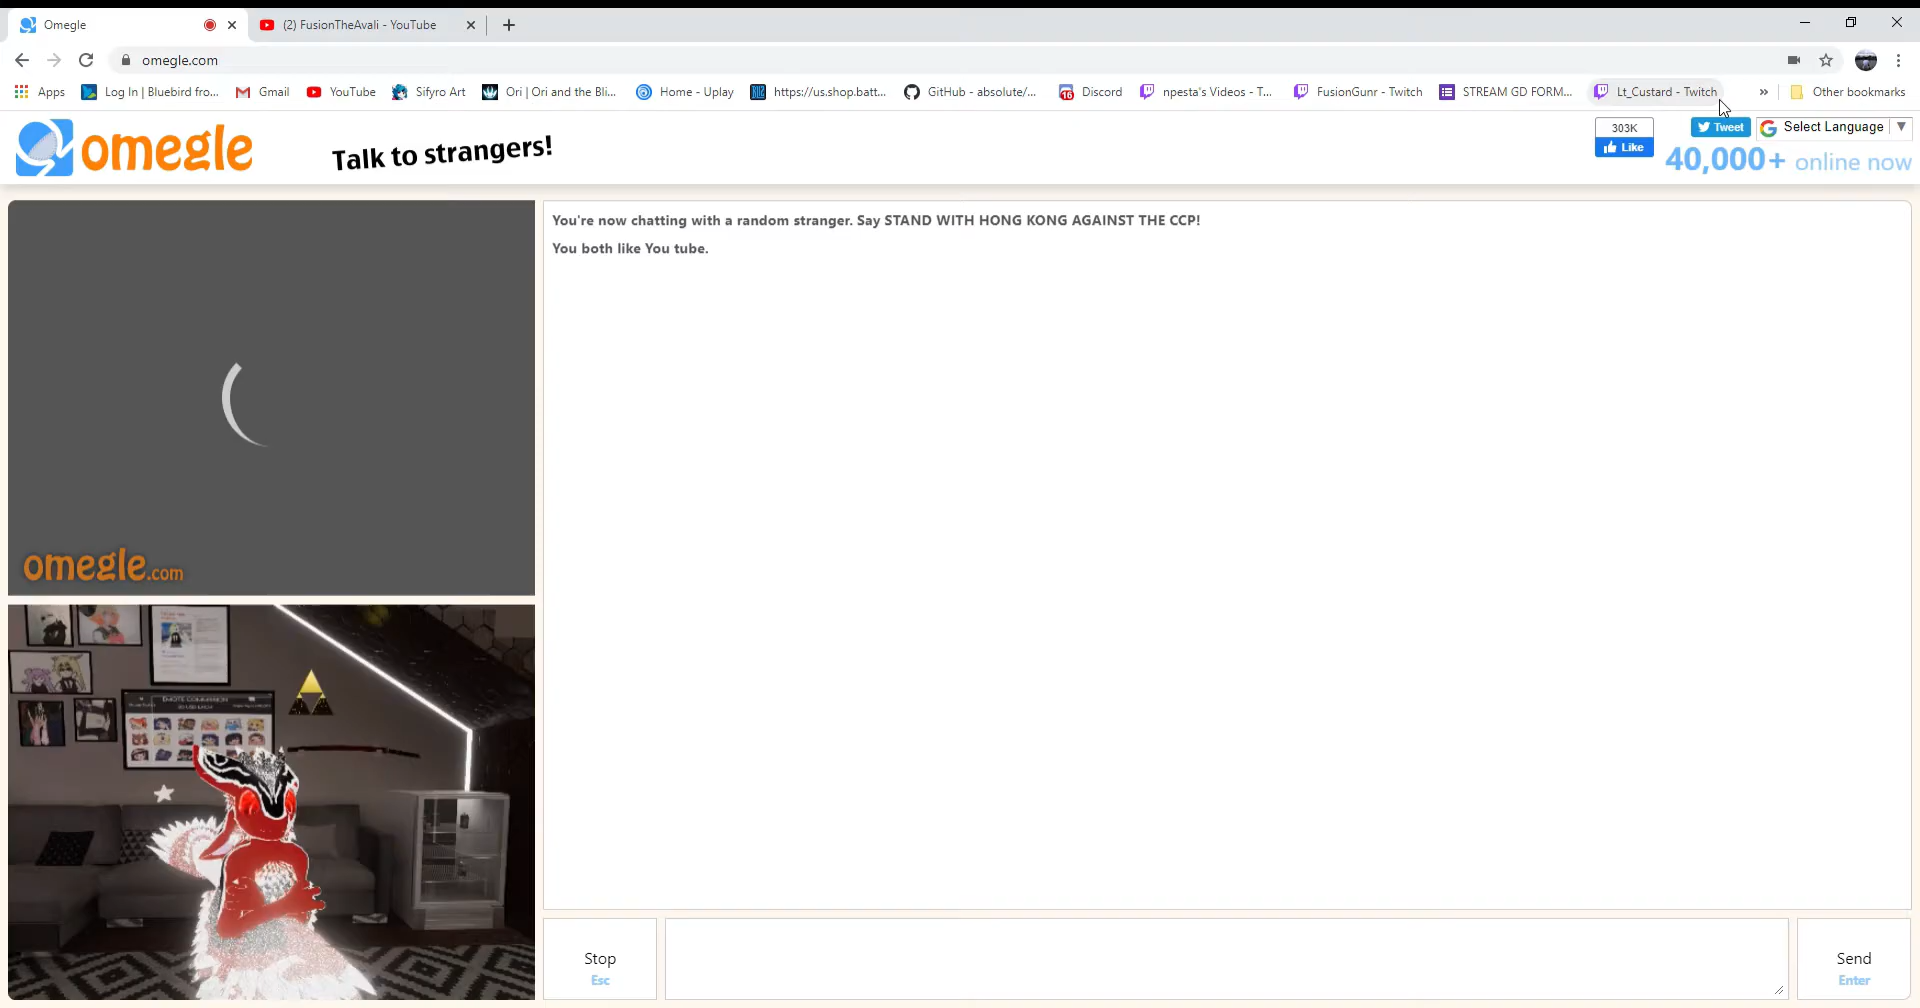 Omegle
(2) FusionTheAvali - YouTube
omegle.com
Apps
Log In | Bluebird fro...
Gmail
YouTube
Sifyro Art
Ori | Ori and the Bli...
Home - Uplay
https://us.shop.batt...
GitHub - absolute/...
16
Discord
npesta's Videos - T...
FusionGunr - Twitch
STREAM GD FORM...
Lt_Custard - Twitch
»
Other bookmarks
omegle
Talk to strangers!
303K
Like
Tweet
Select Language
40,000+ online now
You're now chatting with a random stranger. Say STAND WITH HONG KONG AGAINST THE CCP!
You both like You tube.
omegle.com
EMOTE COMMISSION
Stop
Esc
Send
Enter